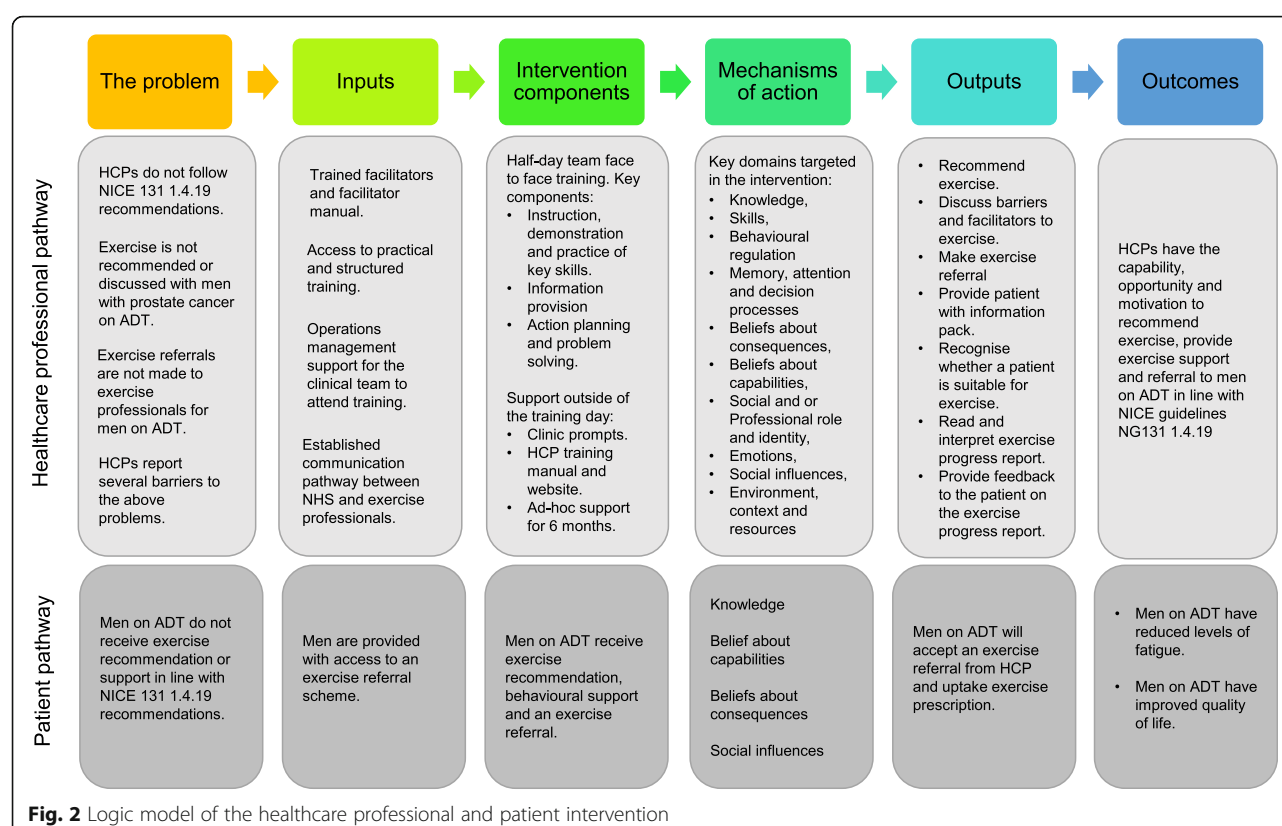 The problem
Inputs
Intervention
components
Mechanisms
of action
Outputs
Outcomes
Healthcare professional pathway
HCPs do not follow
NICE 131 1.4.19
recommendations.
Exercise is not
recommended or
discussed with men
with prostate cancer
on ADT.
Exercise referrals
are not made to
exercise
professionals for
men on ADT.
HCPs report
several barriers to
the above
problems.
Trained facilitators
and facilitator
manual.
Access to practical
and structured
training.
Operations
management
support for the
clinical team to
attend training.
Established
communication
pathway between
NHS and exercise
professionals.
Half-day team face
to face training. Key
components:
• Instruction,
demonstration
and practice of
key skills.
• Information
provision
• Action planning
and problem
solving.
Support outside of
the training day:
• Clinic prompts.
• HCP training
manual and
website.
• Ad-hoc support
for 6 months.
Key domains targeted
in the intervention:
• Knowledge,
• Skills,
• Behavioural
regulation
• Memory, attention
and decision
processes
• Beliefs about
consequences,
• Beliefs about
capabilities,
• Social and or
Professional role
and identity,
• Emotions,
• Social influences,
• Environment,
context and
resources
• Recommend
exercise.
• Discuss barriers
and facilitators to
exercise.
• Make exercise
referral
• Provide patient
with information
pack.
• Recognise
whether a patient
is suitable for
exercise.
• Read and
interpret exercise
progress report.
• Provide feedback
to the patient on
the exercise
progress report.
HCPs have the
capability,
opportunity and
motivation to
recommend
exercise, provide
exercise support
and referral to men
on ADT in line with
NICE guidelines
NG131 1.4.19
Patient pathway
Men on ADT do not
receive exercise
recommendation or
support in line with
NICE 131 1.4.19
recommendations.
Men are provided
with access to an
exercise referral
scheme.
Men on ADT receive
exercise
recommendation,
behavioural support
and an exercise
referral.
Knowledge
Belief about
capabilities
Beliefs about
consequences
Social influences
Men on ADT will
accept an exercise
referral from HCP
and uptake exercise
prescription.
• Men on ADT have
reduced levels of
fatigue.
• Men on ADT have
improved quality
of life.
Fig. 2 Logic model of the healthcare professional and patient intervention